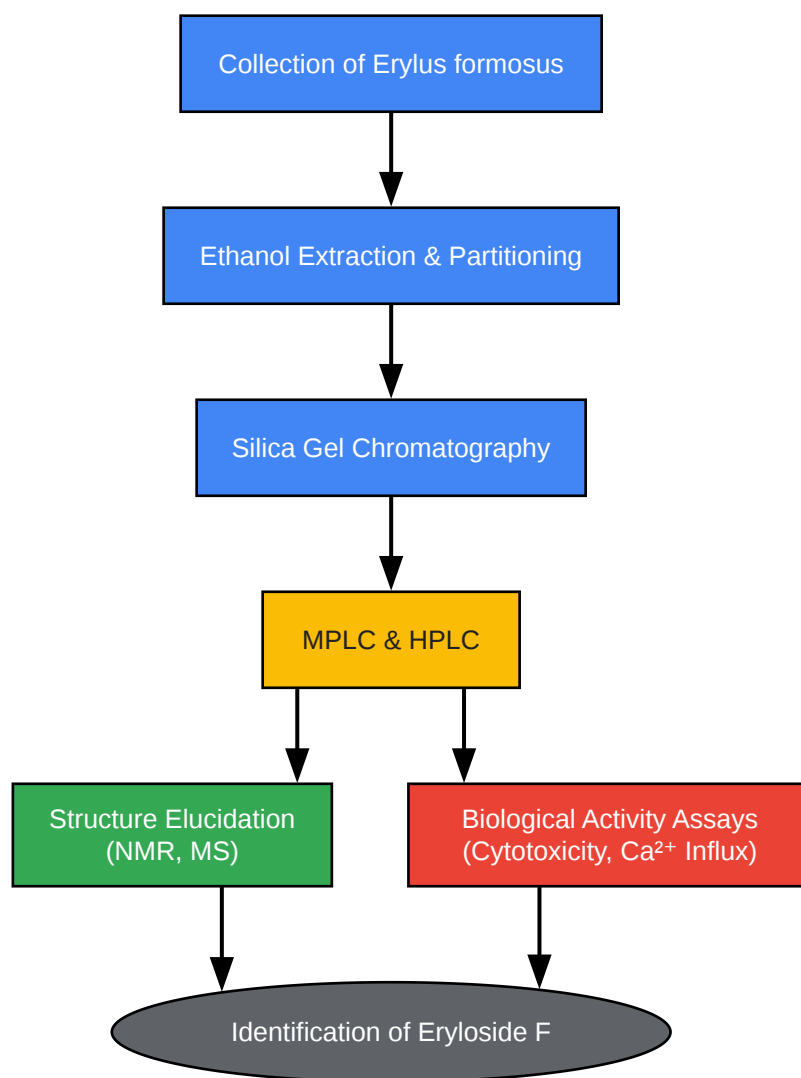 Collection of Erylus formosus
Ethanol Extraction & Partitioning
Silica Gel Chromatography
MPLC & HPLC
Structure Elucidation
(NMR, MS)
Biological Activity Assays
(Cytotoxicity, Ca²⁺ Influx)
Identification of Eryloside F